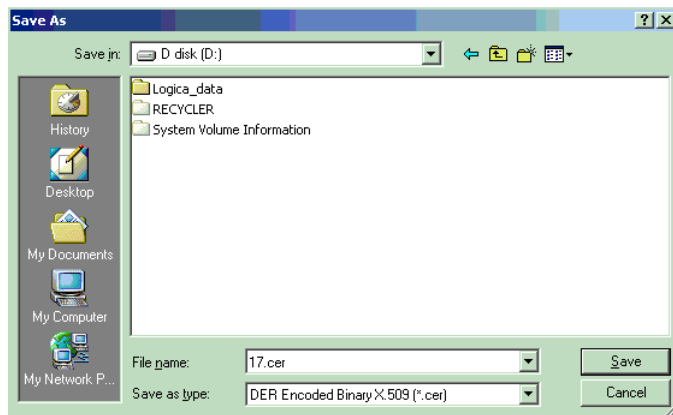 Save As
Save in: D disk (D:)
Logica_data
RECYCLER
System Volume Information
History
Desktop
My Documents
My Computer
My Network P...
File name: 17.cer
Save as type: DER Encoded Binary X.509 (*.cer)
Save
Cancel